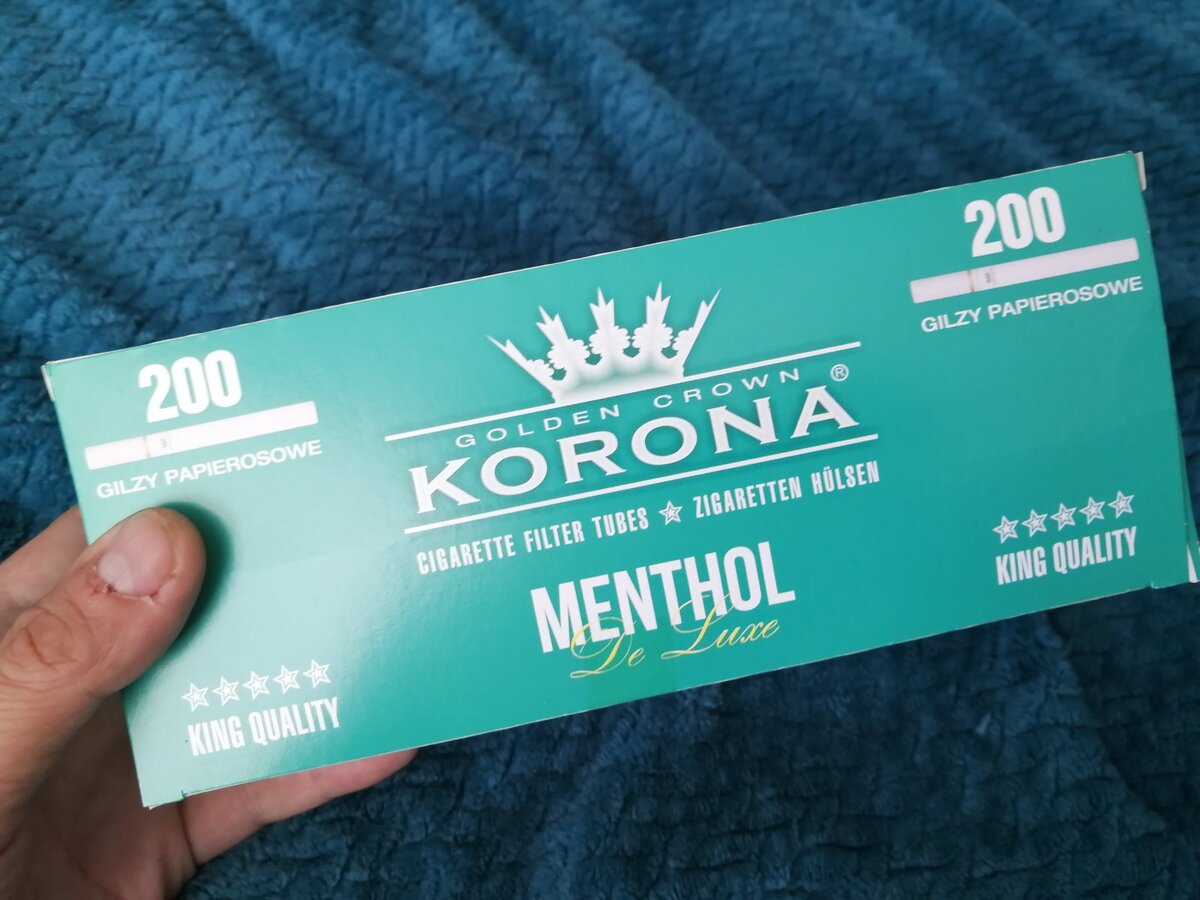 200
GILZY PAPIEROSOWE
200
GILZY PAPIEROSOWE
GOLDEN CROWN
KORONA®
CIGARETTE FILTER TUBES ☆ ZIGARETTEN HÜLSEN
MENTHOL
De Luxe
KING QUALITY
KING QUALITY